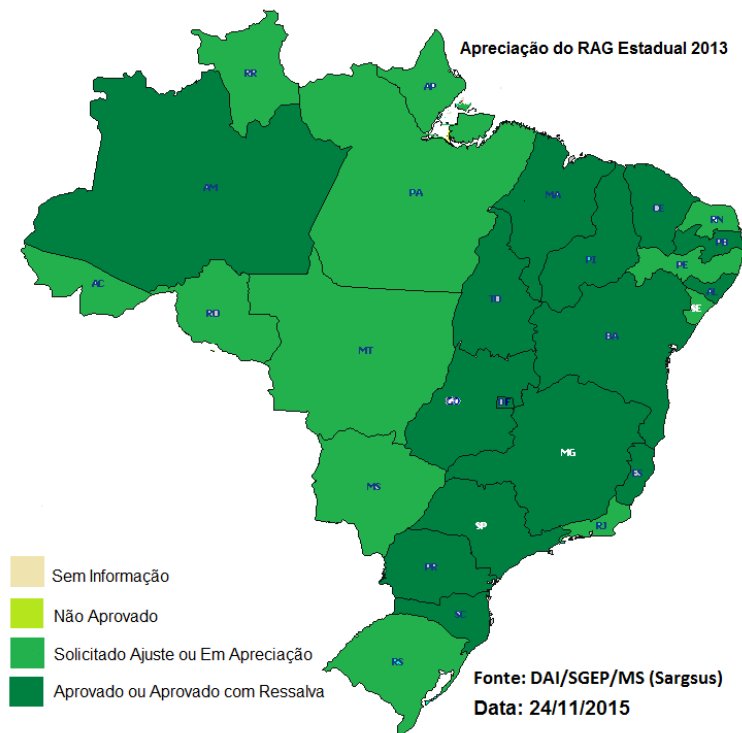 Apreciação do RAG Estadual 2013
RR
AP
AM
PA
MA
CE
RN
PB
PI
PE
AC
AL
TO
SE
RO
BA
MT
GO
DF
MG
ES
MS
SP
RJ
PR
SC
RS
Sem Informação
Não Aprovado
Solicitado Ajuste ou Em Apreciação
Aprovado ou Aprovado com Ressalva
Fonte: DAI/SGEP/MS (Sargsus)
Data: 24/11/2015